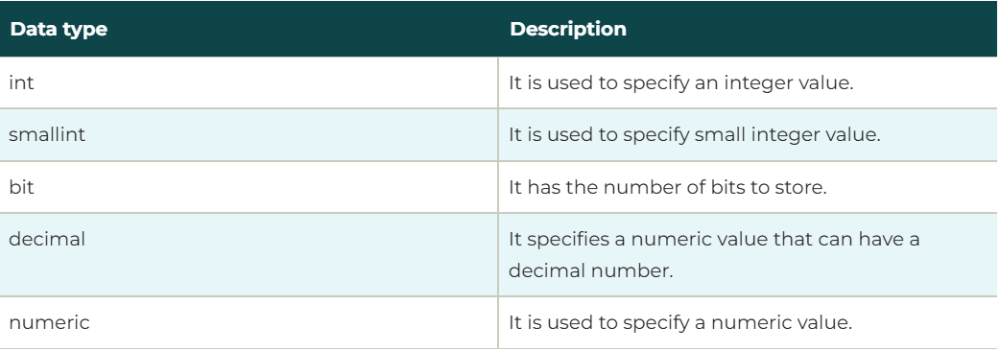 Data type Description
int It is used to specify an integer value.
smallint It is used to specify small integer value.
bit It has the number of bits to store.
decimal It specifies a numeric value that can have a
decimal number.
numeric It is used to specify a numeric value.